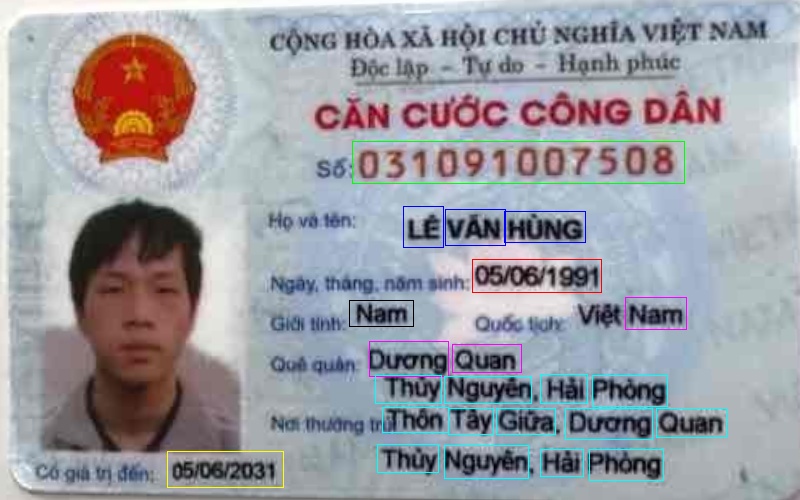 CỘNG HÒA XÃ HỘI CHỦ NGHĨA VIỆT NAM
Độc lập - Tự do - Hạnh phúc
CĂN CƯỚC CÔNG DÂN
Số: 031091007508
Họ và tên: LÊ VĂN HÙNG
Ngày, tháng, năm sinh: 05/06/1991
Giới tính: Nam Quốc tịch: Việt Nam
Quê quán: Dương Quan
Thủy Nguyên, Hải Phòng
Nơi thường trú: Thôn Tây Giữa, Dương Quan
Thủy Nguyên, Hải Phòng
Có giá trị đến: 05/06/2031